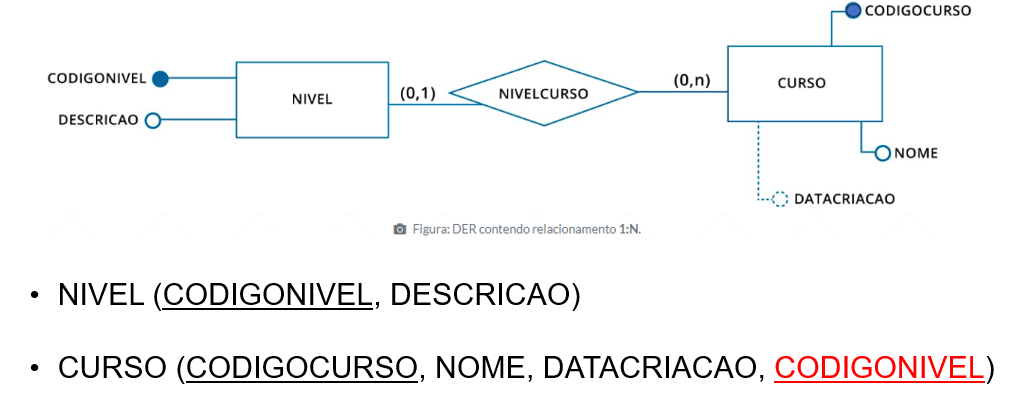 CODIGOCURSO
CODIGONIVEL
DESCRICAO
NIVEL
(0,1)
NIVELCURSO
(0,n)
CURSO
NOME
DATACRIACAO
Figura: DER contendo relacionamento 1:N.
• NIVEL (CODIGONIVEL, DESCRICAO)
• CURSO (CODIGOCURSO, NOME, DATACRIACAO, CODIGONIVEL)